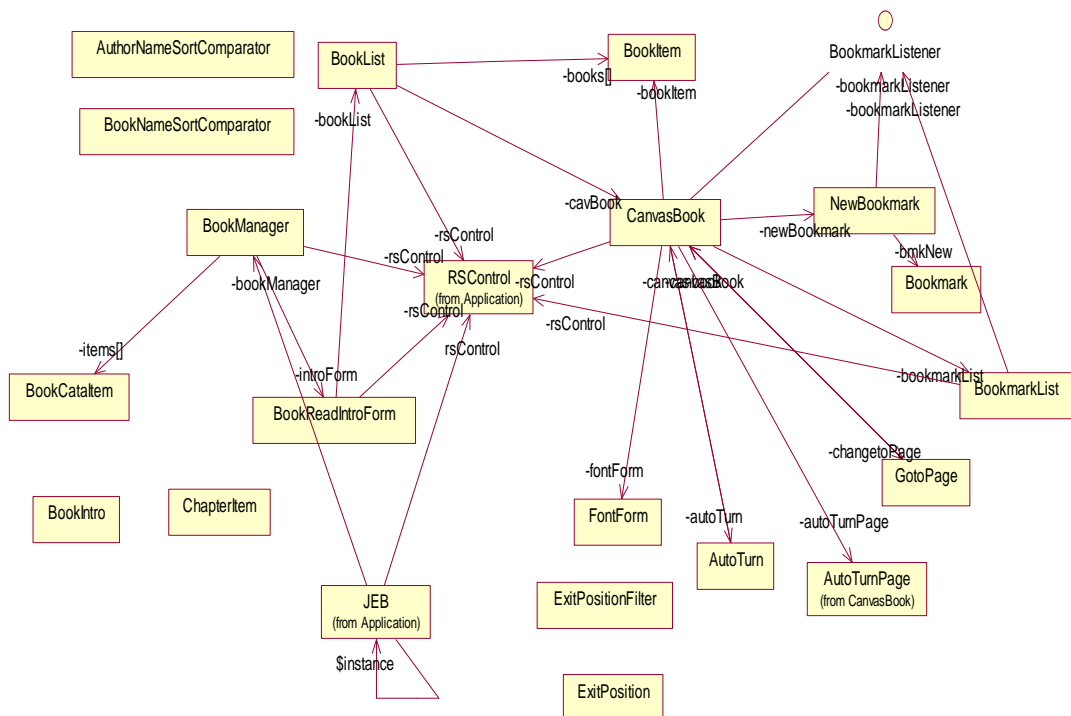 AuthorNameSortComparator
BookList
BookItem
BookmarkListener
-books[]
-bookItem
-bookmarkListener
-bookmarkListener
BookNameSortComparator
-bookList
-cavBook
CanvasBook
NewBookmark
-newBookmark
BookManager
-rsControl
-rsControl
-bmkNew
Bookmark
-bookManager
RSControl
(from Application)
-rsControl
-canvasBook
-canvasBook
-rsControl
-rsControl
rsControl
-items[]
-introForm
-bookmarkList
BookCataItem
BookReadIntroForm
BookmarkList
-changetoPage
GotoPage
-fontForm
BookIntro
ChapterItem
FontForm
-autoTurn
-autoTurnPage
AutoTurn
AutoTurnPage
(from CanvasBook)
JEB
(from Application)
ExitPositionFilter
$instance
ExitPosition